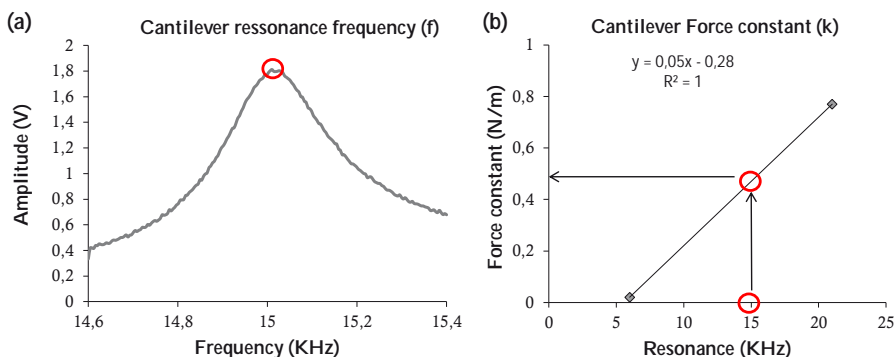 (a)
Cantilever ressonance frequency (f)
2
1,8
1,6
1,4
1,2
1
0,8
0,6
0,4
0,2
0
Amplitude (V)
14,6
14,8
15
15,2
15,4
Frequency (KHz)
(b)
Cantilever Force constant (k)
y = 0,05x - 0,28
R² = 1
1
0,8
0,6
0,4
0,2
0
Force constant (N/m)
0
5
10
15
20
25
Resonance (KHz)